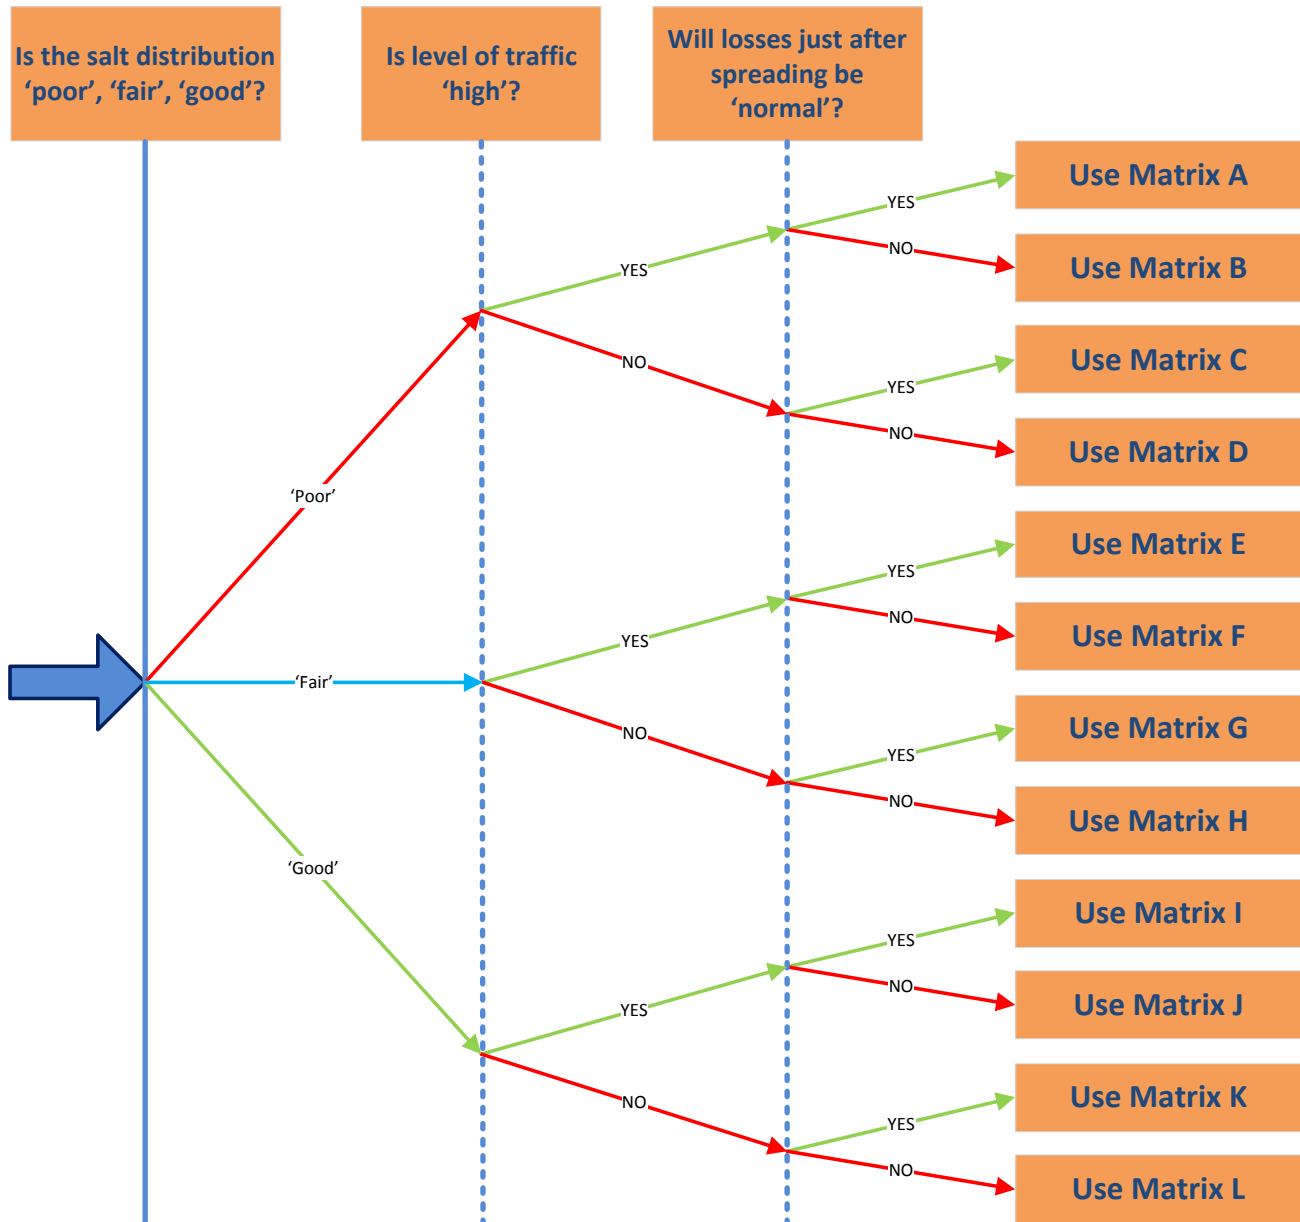 Is the salt distribution
‘poor’, ‘fair’, ‘good’?
Is level of traffic
‘high’?
Will losses just after
spreading be
‘normal’?
Use Matrix A
YES
Use Matrix B
NO
YES
Use Matrix C
YES
NO
Use Matrix D
NO
‘Poor’
Use Matrix E
YES
Use Matrix F
NO
YES
‘Fair’
Use Matrix G
NO
YES
Use Matrix H
NO
‘Good’
Use Matrix I
YES
Use Matrix J
NO
YES
Use Matrix K
NO
YES
Use Matrix L
NO